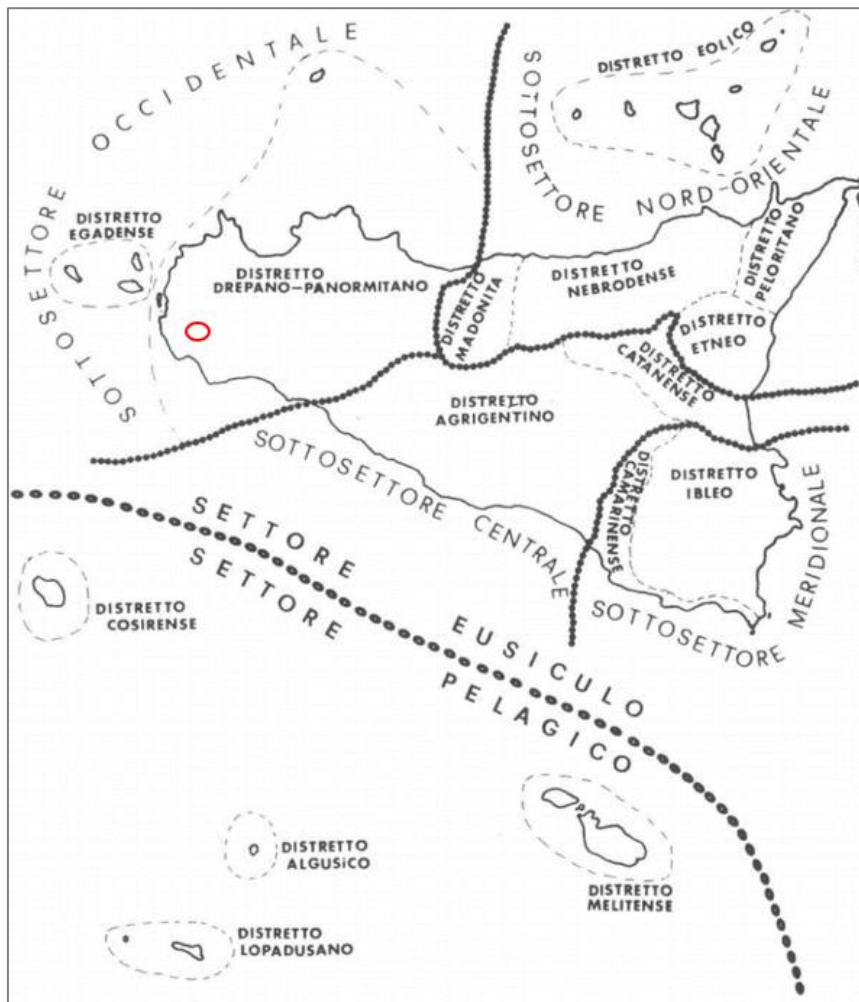 OCCIDENTALE
SOTTOSETTORE
DISTRETTO EOLICO
SOTTOSETTORE
NORD-ORIENTALE
DISTRETTO
EGADENSE
DISTRETTO
DREPANO-PANORMITANO
DISTRETTO
MADONITA
DISTRETTO
NEBRODENSE
DISTRETTO
PELORITANO
DISTRETTO
ETNEO
DISTRETTO
CATANENSE
DISTRETTO
AGRIGENTINO
DISTRETTO
CAMARINENSE
DISTRETTO
IBLEO
SOTTOSETTORE CENTRALE
SOTTOSETTORE
MERIDIONALE
SETTORE EUSICULO
SETTORE PELAGICO
DISTRETTO
COSIRENSE
DISTRETTO
ALGUSiCO
DISTRETTO
MELITENSE
DISTRETTO
LOPADUSANO